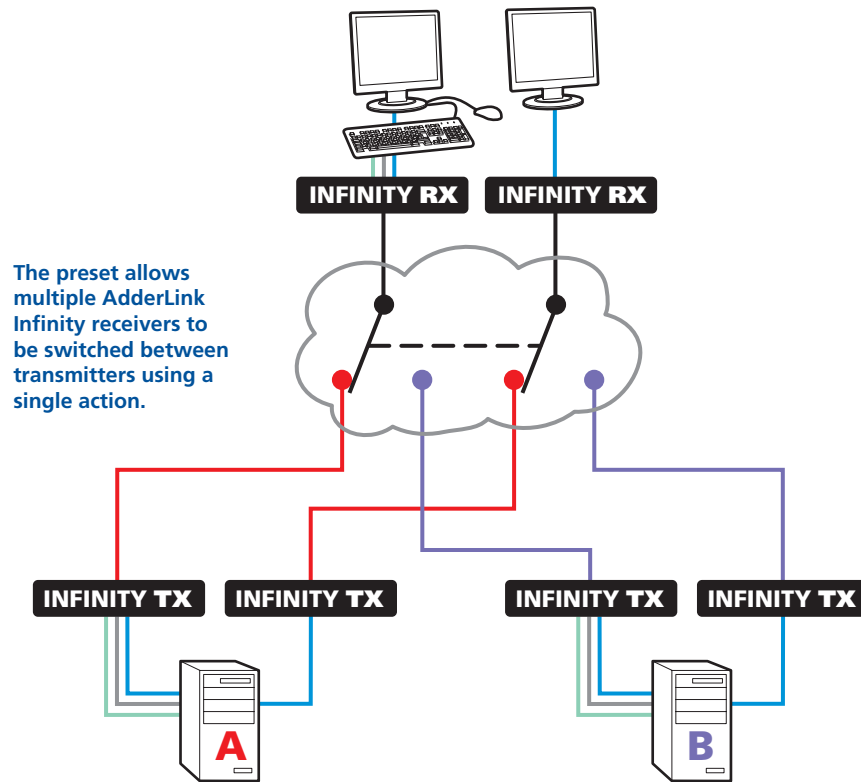 INFINITY RX
INFINITY RX
The preset allows
multiple AdderLink
Infinity receivers to
be switched between
transmitters using a
single action.
INFINITY TX
INFINITY TX
INFINITY TX
INFINITY TX
A
B